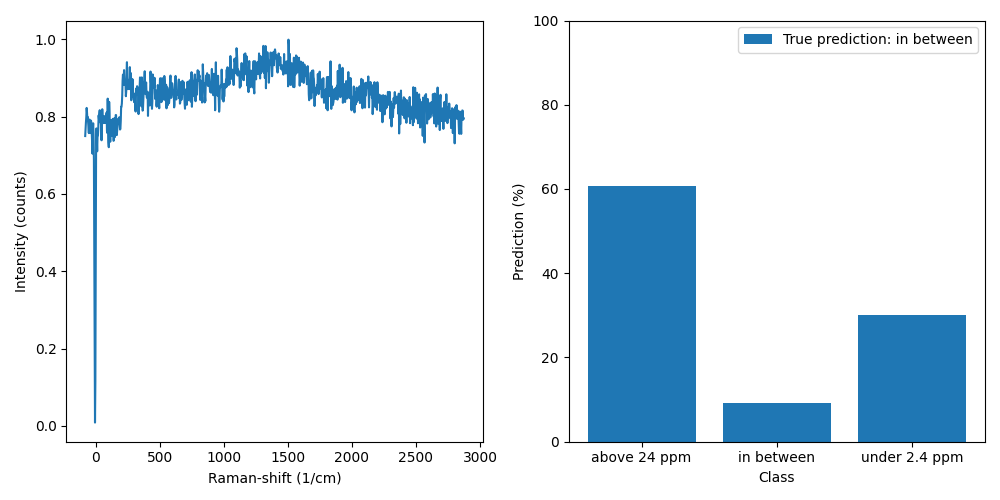 1.0
0.8
0.6
0.4
0.2
0.0
Intensity (counts)
0
500
1000
1500
2000
2500
3000
Raman-shift (1/cm)
100
80
60
40
20
0
Prediction (%)
True prediction: in between
above 24 ppm
in between
under 2.4 ppm
Class